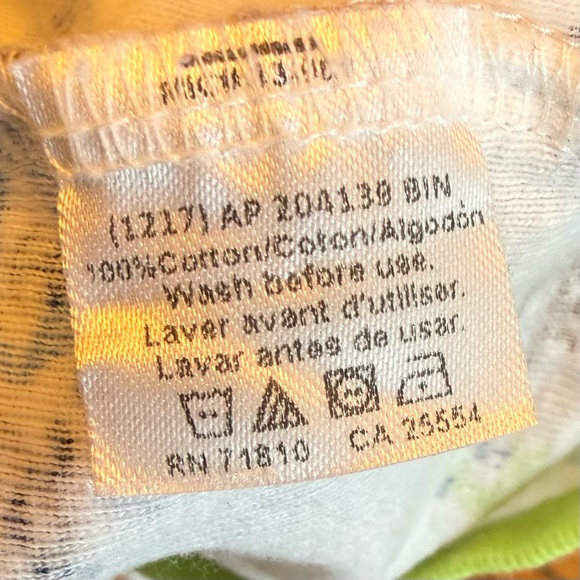 (1217) AP 204139 BIN
100%Cotton/Coton/Algodón
Wash before use.
Laver avant d'utiliser.
Lavar antes de usar.
RN 71810 CA 25554